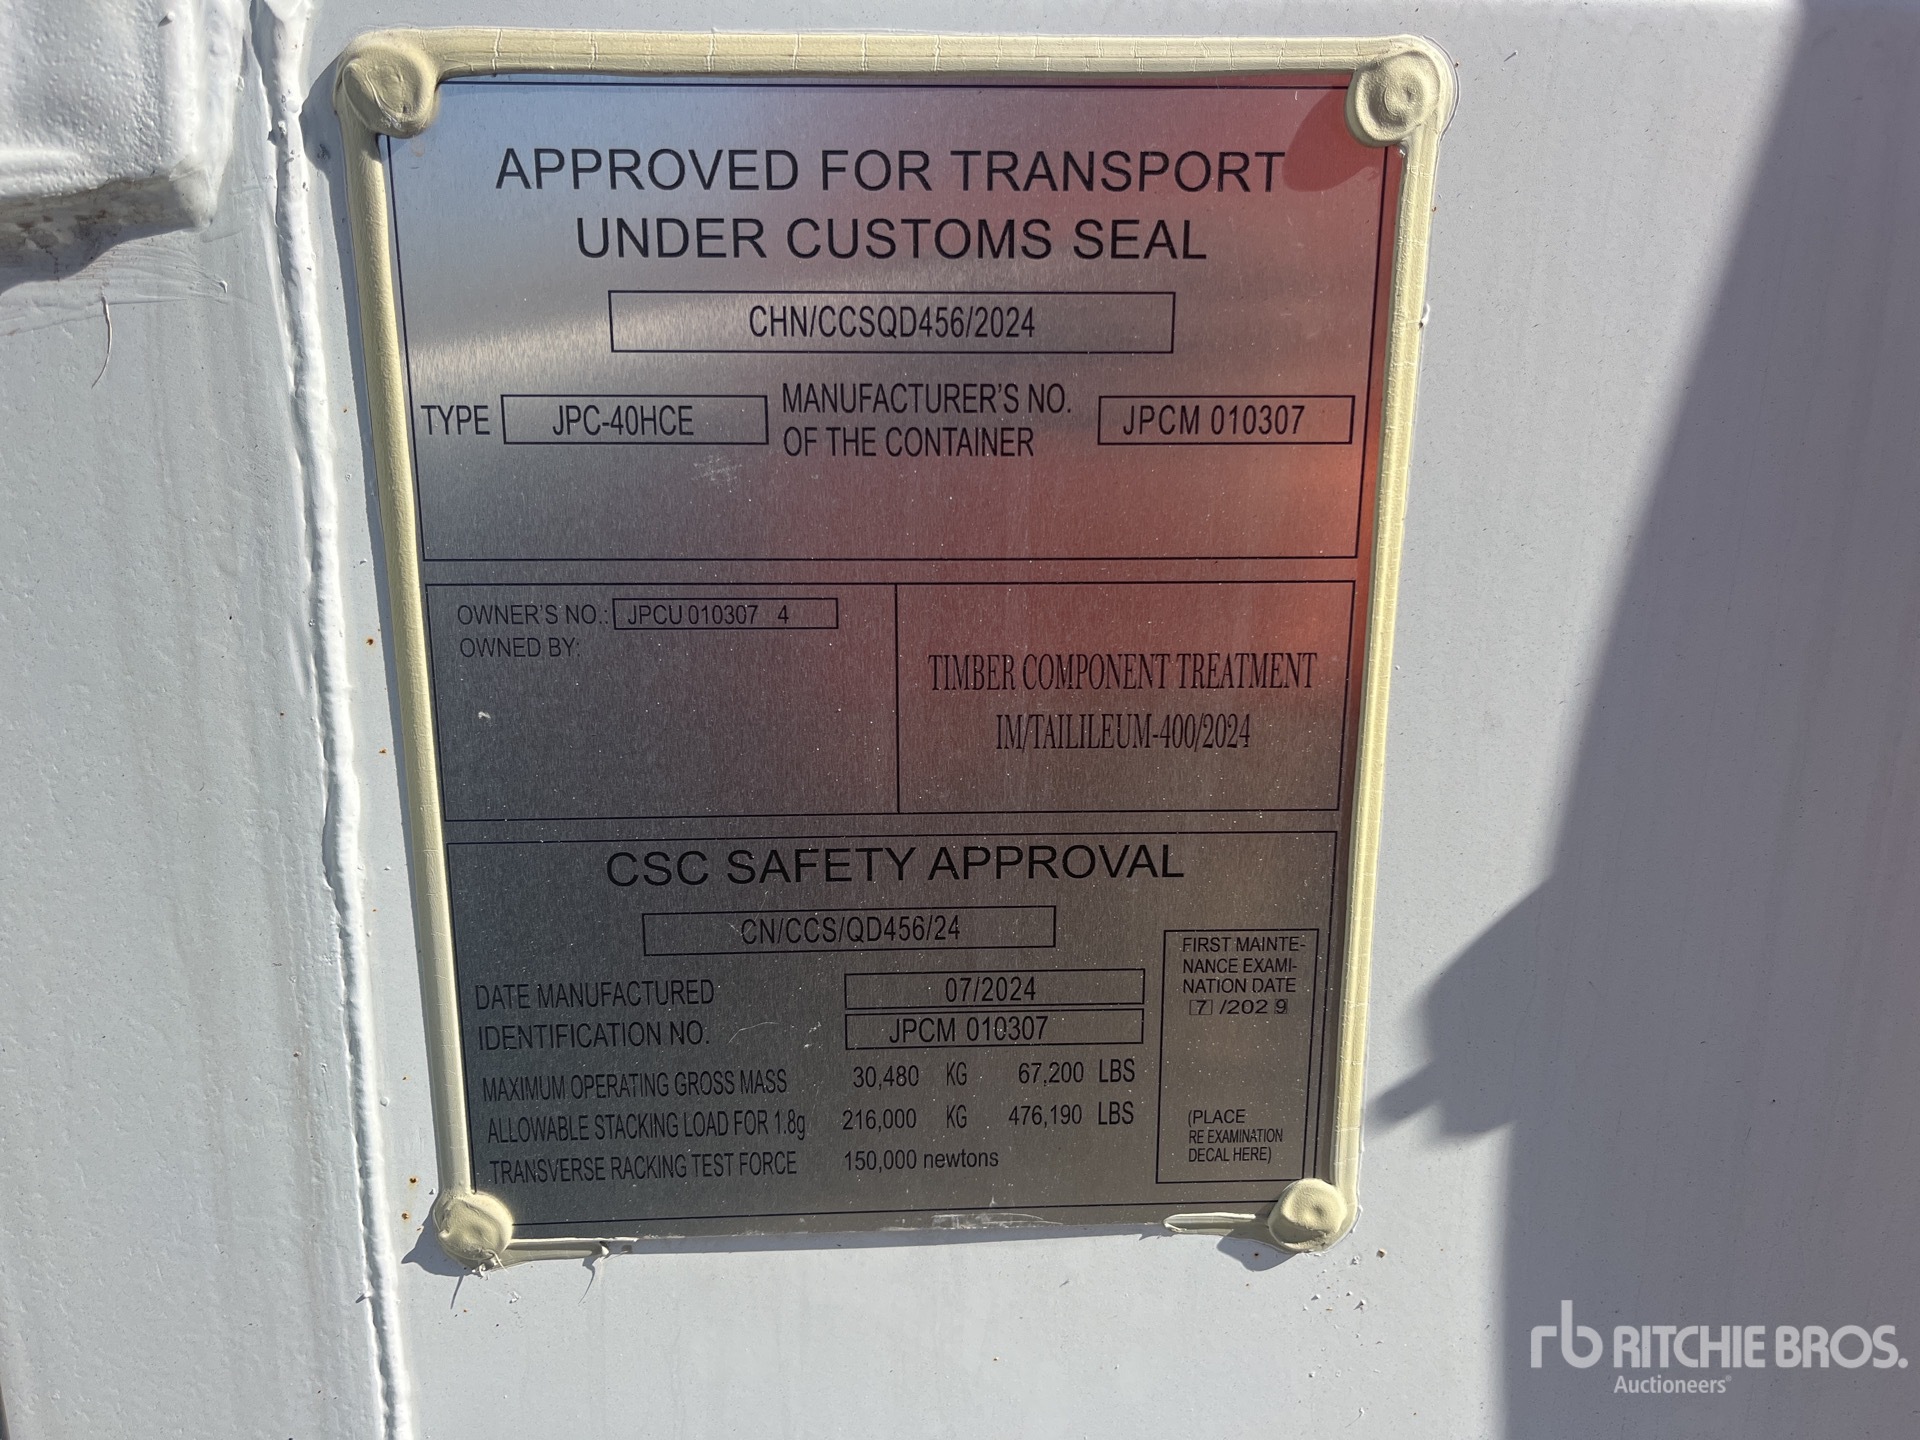 APPROVED FOR TRANSPORT
UNDER CUSTOMS SEAL
CHN/CCSQD456/2024
TYPE JPC-40HCE MANUFACTURER'S NO. OF THE CONTAINER JPCM 010307
OWNER'S NO.: JPCU 010307 4
OWNED BY:
TIMBER COMPONENT TREATMENT
IM/TAILILEUM-400/2024
CSC SAFETY APPROVAL
CN/CCS/QD456/24
DATE MANUFACTURED 07/2024
IDENTIFICATION NO. JPCM 010307
MAXIMUM OPERATING GROSS MASS 30,480 KG 67,200 LBS
ALLOWABLE STACKING LOAD FOR 1.8g 216,000 KG 476,190 LBS
TRANSVERSE RACKING TEST FORCE 150,000 newtons
FIRST MAINTE-
NANCE EXAMI-
NATION DATE
7 /202 9
(PLACE
RE EXAMINATION
DECAL HERE)
rb RITCHIE BROS.
Auctioneers